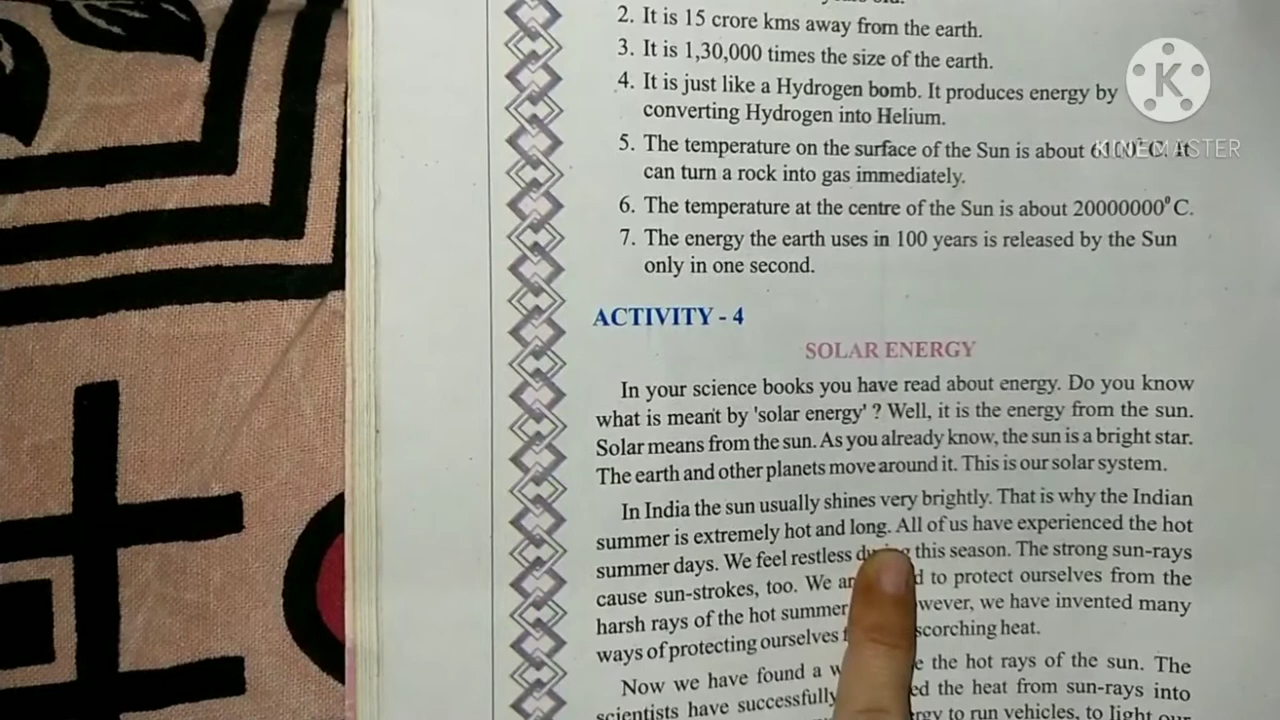 2. It is 15 crore kms away from the earth.
3. It is 1,30,000 times the size of the earth.
4. It is just like a Hydrogen bomb. It produces energy by
converting Hydrogen into Helium.
K
KINEMASTER
5. The temperature on the surface of the Sun is about It
can turn a rock into gas immediately.
6. The temperature at the centre of the Sun is about 20000000⁰C.
7. The energy the earth uses in 100 years is released by the Sun
only in one second.
ACTIVITY - 4
SOLAR ENERGY
In your science books you have read about energy. Do you know
what is meant by 'solar energy' ? Well, it is the energy from the sun.
Solar means from the sun. As you already know, the sun is a bright star.
The earth and other planets move around it. This is our solar system.
In India the sun usually shines very brightly. That is why the Indian
summer is extremely hot and long. All of us have experienced the hot
summer days. We feel restless during this season. The strong sun-rays
cause sun-strokes, too. We to protect ourselves from the
harsh rays of the hot summer we have invented many
ways of protecting ourselves scorching heat.
Now we have found a the hot rays of the sun. The
scientists have successfully the heat from sun-rays into
to run vehicles, to light our